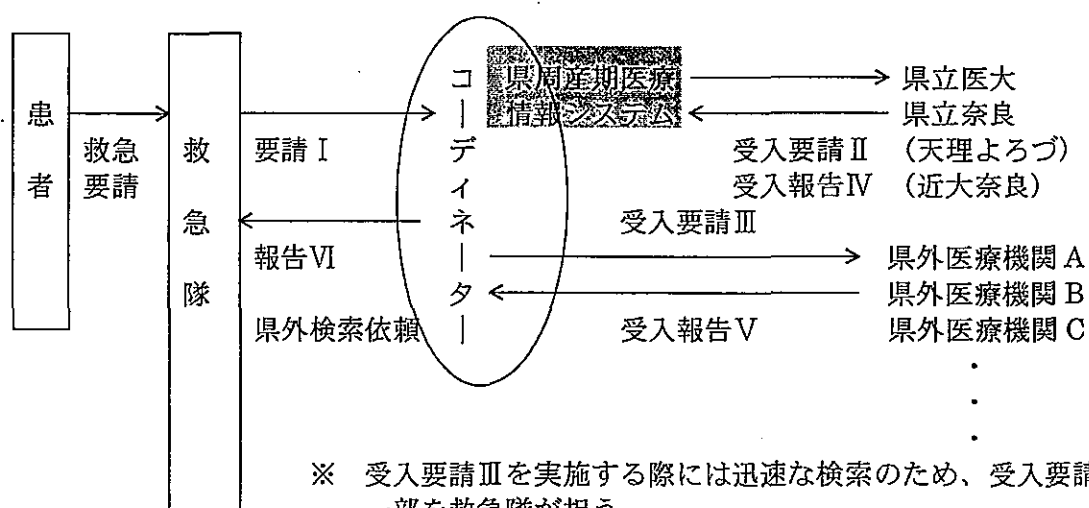 患者
救急
要請
救急隊
要請Ⅰ
報告Ⅵ
県外検索依頼
コーディネーター
県周産期医療
情報システム
受入要請Ⅱ
受入報告Ⅳ
県立医大
県立奈良
(天理よろづ)
(近大奈良)
受入要請Ⅲ
受入報告Ⅴ
県外医療機関A
県外医療機関B
県外医療機関C
・
・
・
※ 受入要請Ⅲを実施する際には迅速な検索のため、受入要請